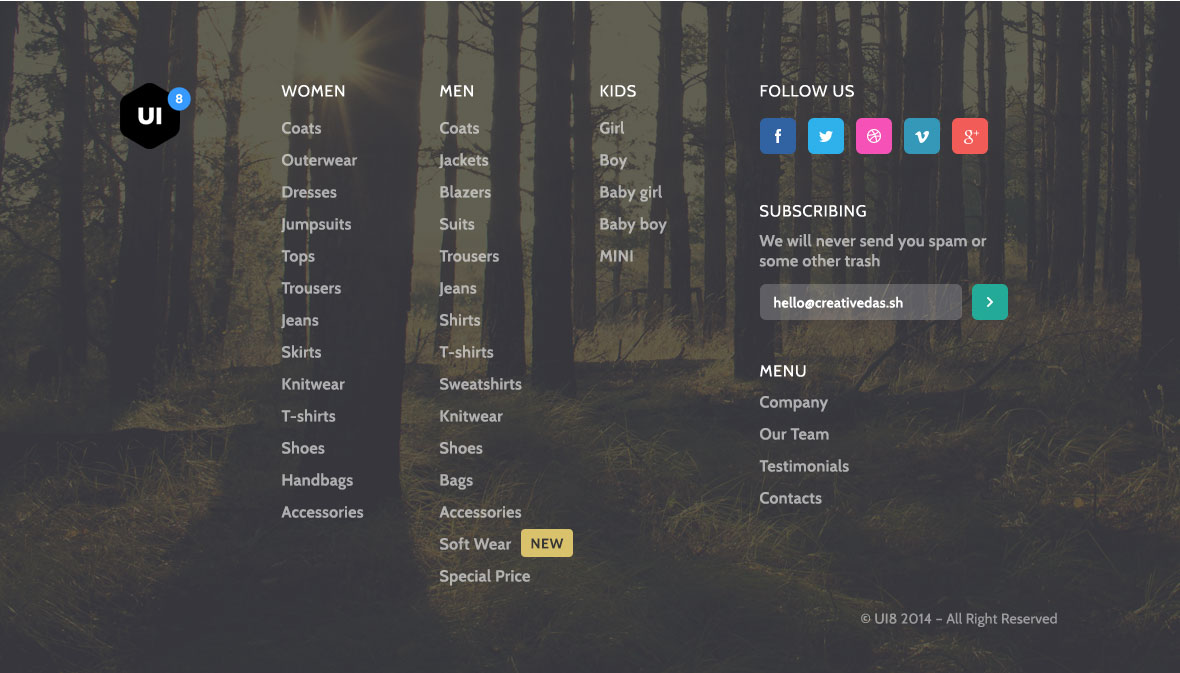 UI
8
WOMEN
Coats
Outerwear
Dresses
Jumpsuits
Tops
Trousers
Jeans
Skirts
Knitwear
T-shirts
Shoes
Handbags
Accessories
MEN
Coats
Jackets
Blazers
Suits
Trousers
Jeans
Shirts
T-shirts
Sweatshirts
Knitwear
Shoes
Bags
Accessories
Soft Wear NEW
Special Price
KIDS
Girl
Boy
Baby girl
Baby boy
MINI
FOLLOW US
f
g+
SUBSCRIBING
We will never send you spam or
some other trash
hello@creativedas.sh
MENU
Company
Our Team
Testimonials
Contacts
© UI8 2014 – All Right Reserved